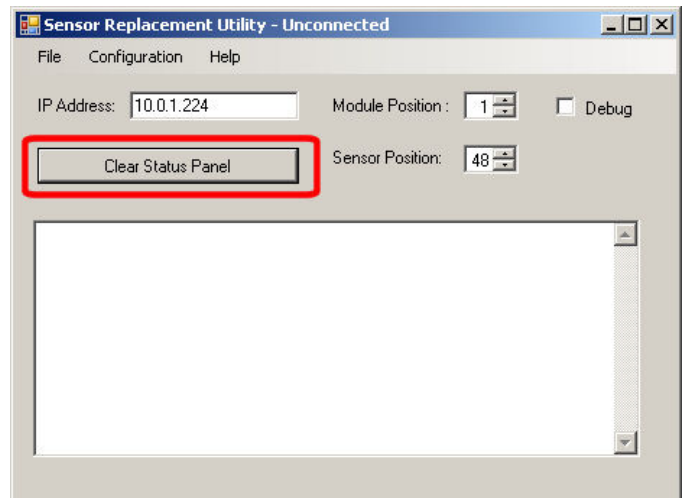 Sensor Replacement Utility - Unconnected
File Configuration Help
IP Address: 10.0.1.224 Module Position : 1 Debug
Clear Status Panel Sensor Position: 48